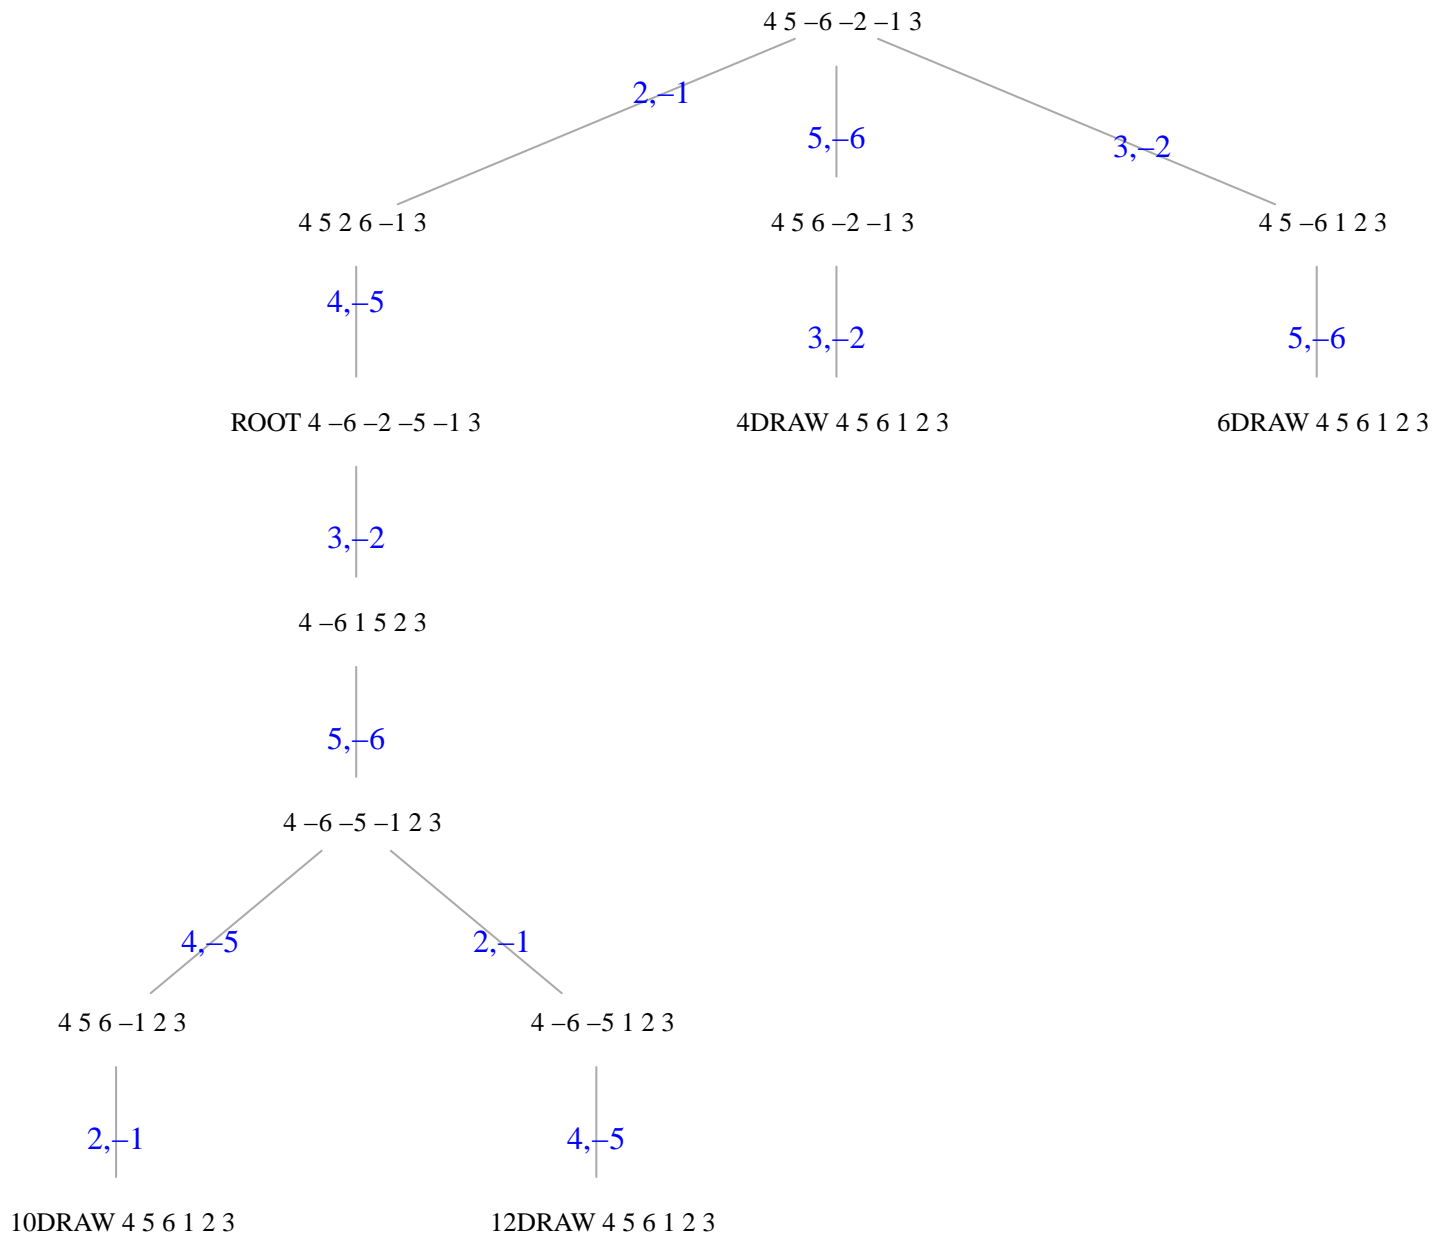 4 5 –6 –2 –1 3
2,–1
5,–6
3,–2
4 5 2 6 –1 3
4 5 6 –2 –1 3
4 5 –6 1 2 3
4,–5
3,–2
5,–6
ROOT 4 –6 –2 –5 –1 3
4DRAW 4 5 6 1 2 3
6DRAW 4 5 6 1 2 3
3,–2
4 –6 1 5 2 3
5,–6
4 –6 –5 –1 2 3
4,–5
2,–1
4 5 6 –1 2 3
4 –6 –5 1 2 3
2,–1
4,–5
10DRAW 4 5 6 1 2 3
12DRAW 4 5 6 1 2 3